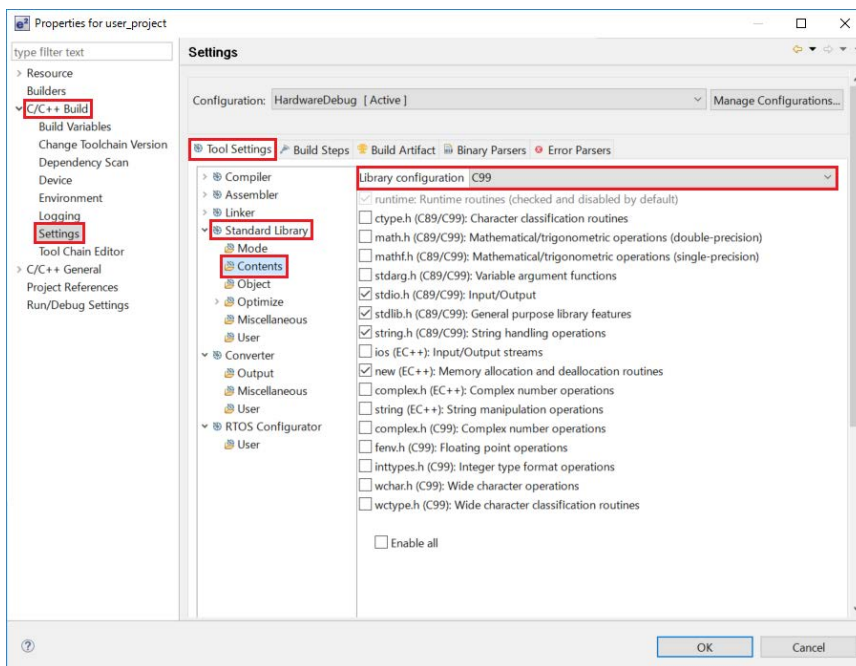 Properties for user_project
type filter text
Resource
Builders
C/C++ Build
Build Variables
Change Toolchain Version
Dependency Scan
Device
Environment
Logging
Settings
Tool Chain Editor
C/C++ General
Project References
Run/Debug Settings
Settings
Configuration: HardwareDebug [ Active ]
Manage Configurations...
Tool Settings Build Steps Build Artifact Binary Parsers Error Parsers
Compiler
Assembler
Linker
Standard Library
Mode
Contents
Object
Optimize
Miscellaneous
User
Converter
Output
Miscellaneous
User
RTOS Configurator
User
Library configuration C99
runtime: Runtime routines (checked and disabled by default)
ctype.h (C89/C99): Character classification routines
math.h (C89/C99): Mathematical/trigonometric operations (double-precision)
mathf.h (C89/C99): Mathematical/trigonometric operations (single-precision)
stdarg.h (C89/C99): Variable argument functions
stdio.h (C89/C99): Input/Output
stdlib.h (C89/C99): General purpose library features
string.h (C89/C99): String handling operations
ios (EC++): Input/Output streams
new (EC++): Memory allocation and deallocation routines
complex.h (EC++): Complex number operations
string (EC++): String manipulation operations
complex.h (C99): Complex number operations
fenv.h (C99): Floating point operations
inttypes.h (C99): Integer type format operations
wchar.h (C99): Wide character operations
wctype.h (C99): Wide character classification routines
Enable all
OK Cancel